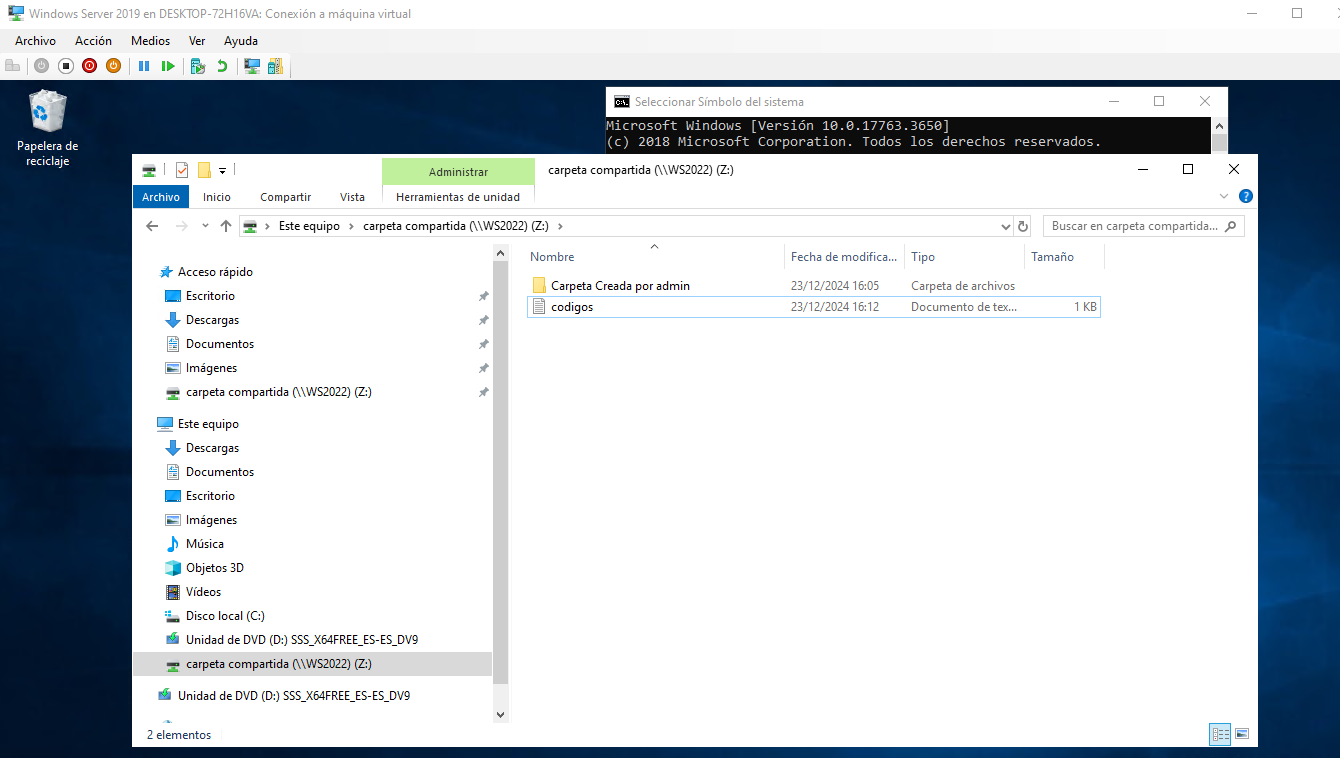 Windows Server 2019 en DESKTOP-72H16VA: Conexión a máquina virtual
Archivo Acción Medios Ver Ayuda
Papelera de
reciclaje
Seleccionar Símbolo del sistema
Microsoft Windows [Versión 10.0.17763.3650]
(c) 2018 Microsoft Corporation. Todos los derechos reservados.
Administrar
carpeta compartida (\\WS2022) (Z:)
Archivo Inicio Compartir Vista Herramientas de unidad
Este equipo > carpeta compartida (\\WS2022) (Z:) >
Buscar en carpeta compartida...
Acceso rápido
Escritorio
Descargas
Documentos
Imágenes
carpeta compartida (\\WS2022) (Z:)
Este equipo
Descargas
Documentos
Escritorio
Imágenes
Música
Objetos 3D
Vídeos
Disco local (C:)
Unidad de DVD (D:) SSS_X64FREE_ES-ES_DV9
carpeta compartida (\\WS2022) (Z:)
Unidad de DVD (D:) SSS_X64FREE_ES-ES_DV9
Nombre Fecha de modifica... Tipo Tamaño
Carpeta Creada por admin 23/12/2024 16:05 Carpeta de archivos
codigos 23/12/2024 16:12 Documento de tex... 1 KB
2 elementos